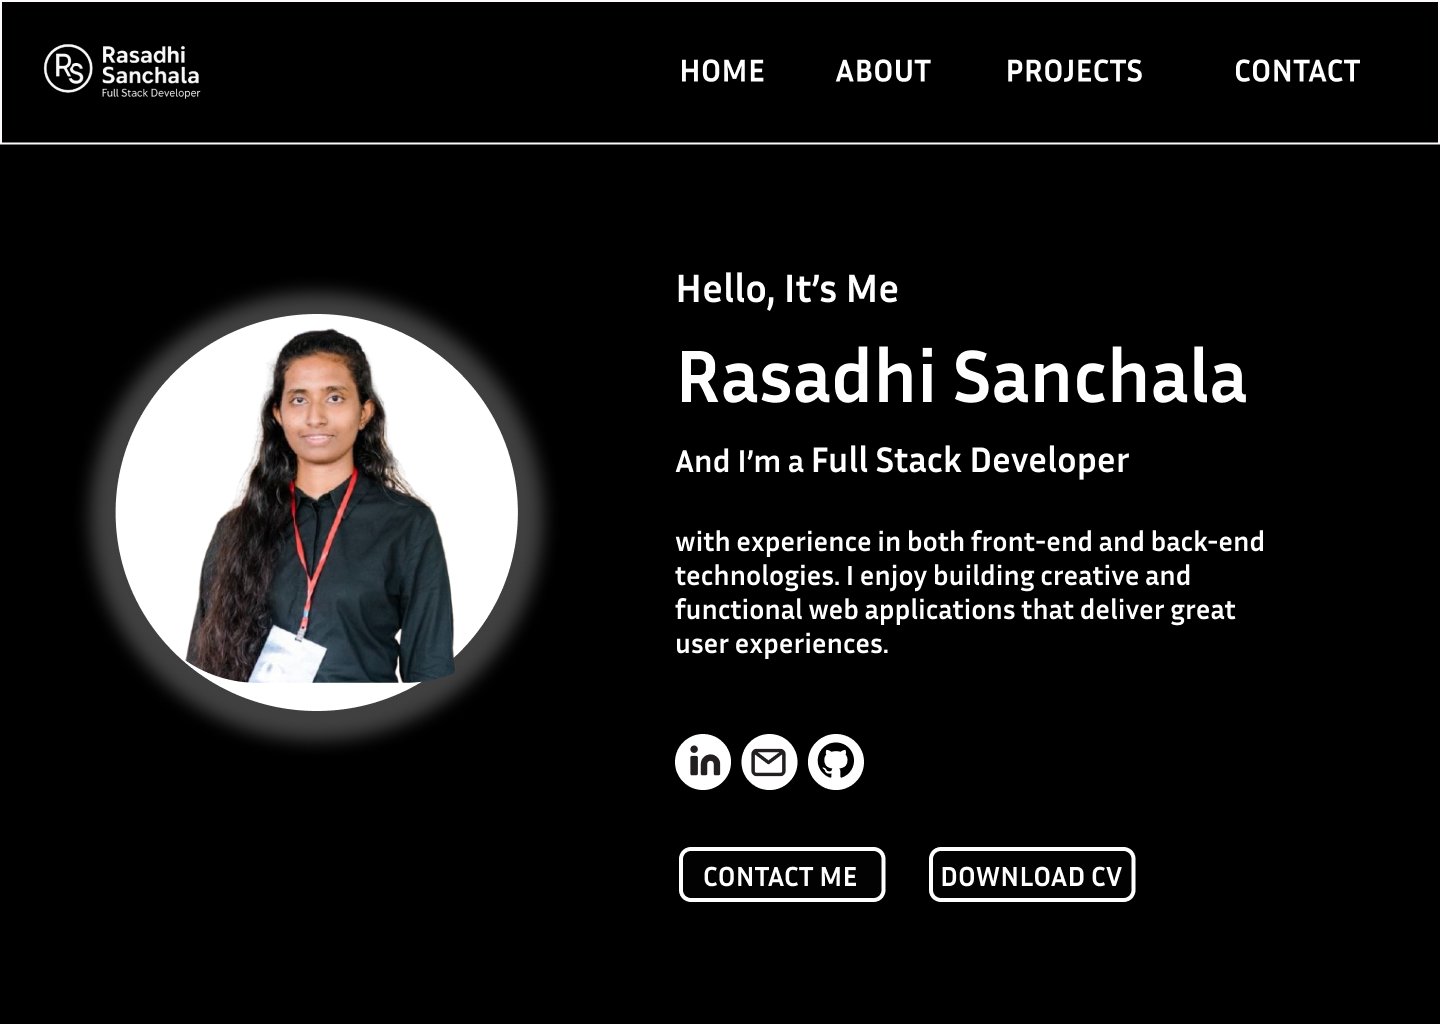 RS
Rasadhi
Sanchala
Full Stack Developer
HOME ABOUT PROJECTS CONTACT
Hello, It’s Me
Rasadhi Sanchala
And I’m a Full Stack Developer
with experience in both front-end and back-end
technologies. I enjoy building creative and
functional web applications that deliver great
user experiences.
in
CONTACT ME DOWNLOAD CV